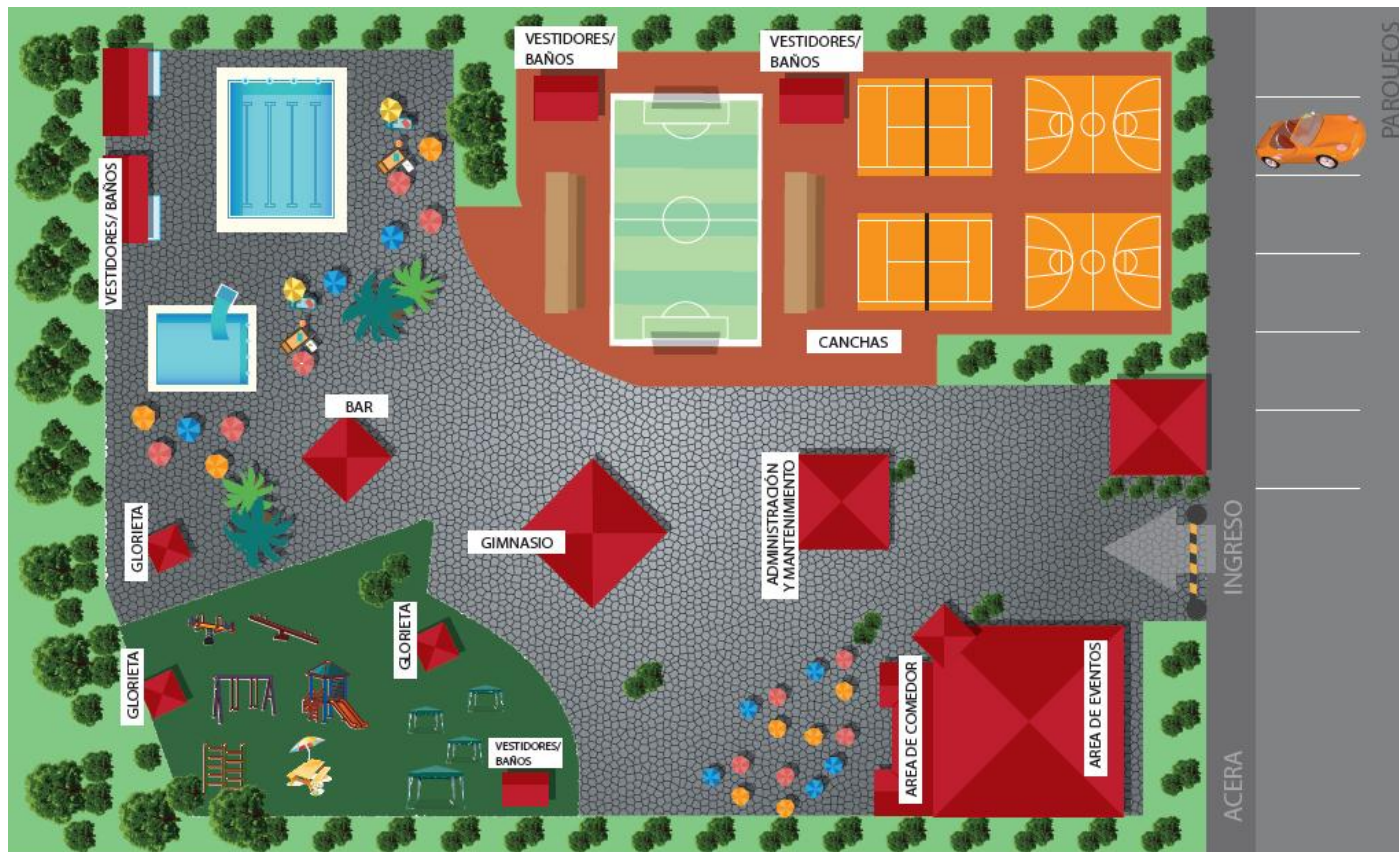 VESTIDORES/
BAÑOS
VESTIDORES/
BAÑOS
PARQUEOS
VESTIDORES/ BAÑOS
CANCHAS
BAR
GLORIETA
GIMNASIO
ADMINISTRACIÓN
Y MANTENIMIENTO
INGRESO
GLORIETA
GLORIETA
AREA DE COMEDOR
AREA DE EVENTOS
VESTIDORES/
BAÑOS
ACERA